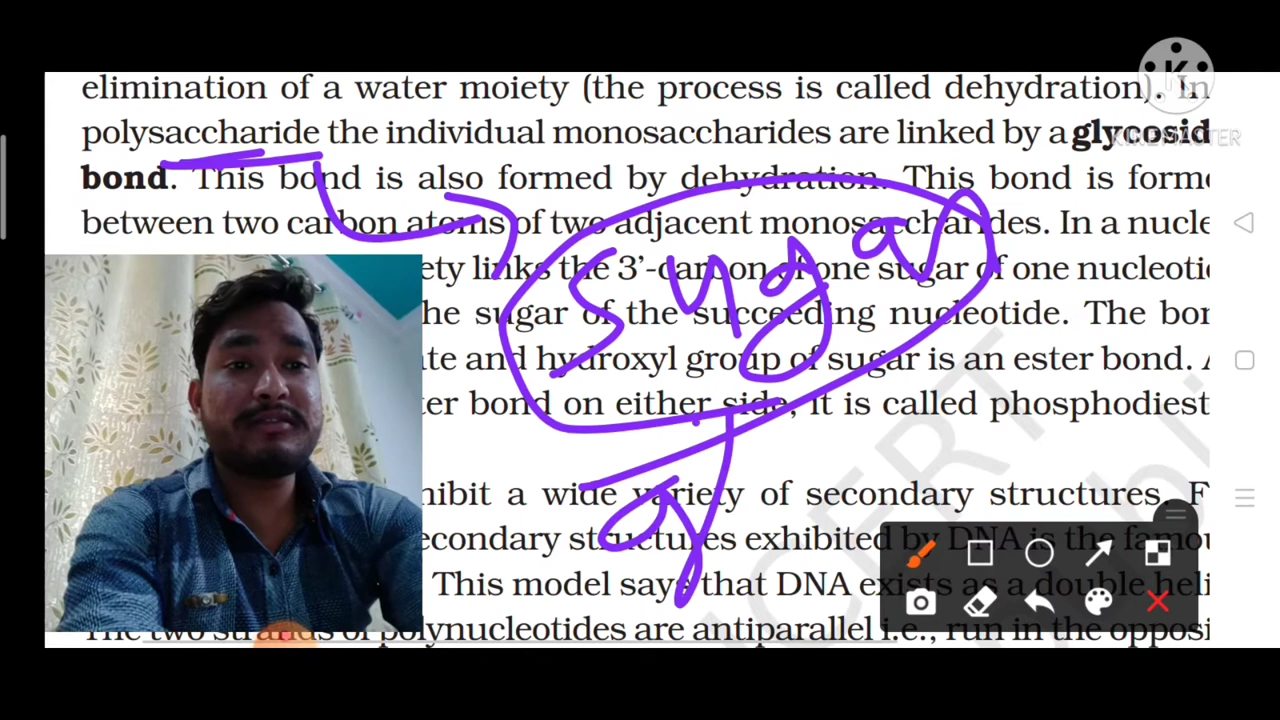 elimination of a water moiety (the process is called dehydration). In
polysaccharide the individual monosaccharides are linked by a glycosid
bond. This bond is also formed by dehydration. This bond is forme
between two carbon atoms of two adjacent monosaccharides. In a nucle
ety links the 3'-carbon of one sugar of one nucleotid
he sugar of the succeeding nucleotide. The bon
te and hydroxyl group of sugar is an ester bond. A
ter bond on either side, it is called phosphodiest
hibit a wide variety of secondary structures. F
econdary structures exhibited by DNA is the famou
This model says that DNA exists as a double heli
The two strands of polynucleotides are antiparallel i.e., run in the opposi
Sugar
K
KINEMASTER
NCERT